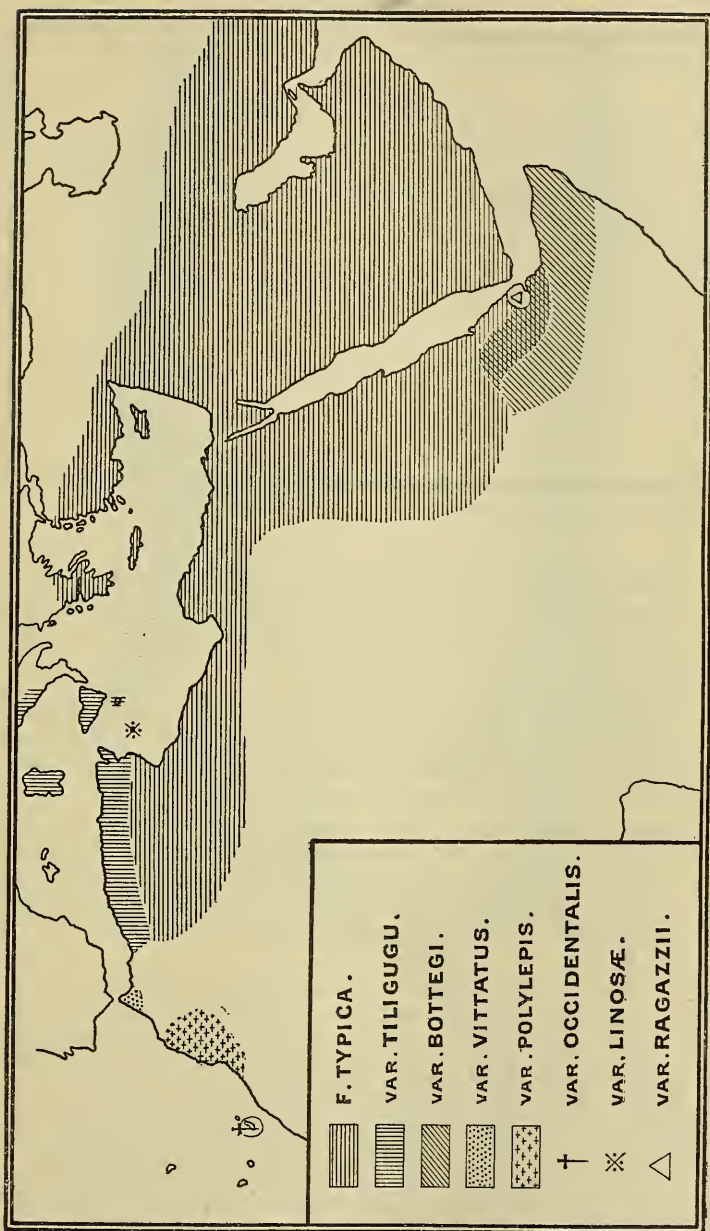 F. TYPICA.
VAR. TILIGUGU.
VAR. BOTTEGI.
VAR. VITTATUS.
VAR. POLYLEPIS.
VAR. OCCIDENTALIS.
VAR. LINOSÆ.
VAR. RAGAZZII.